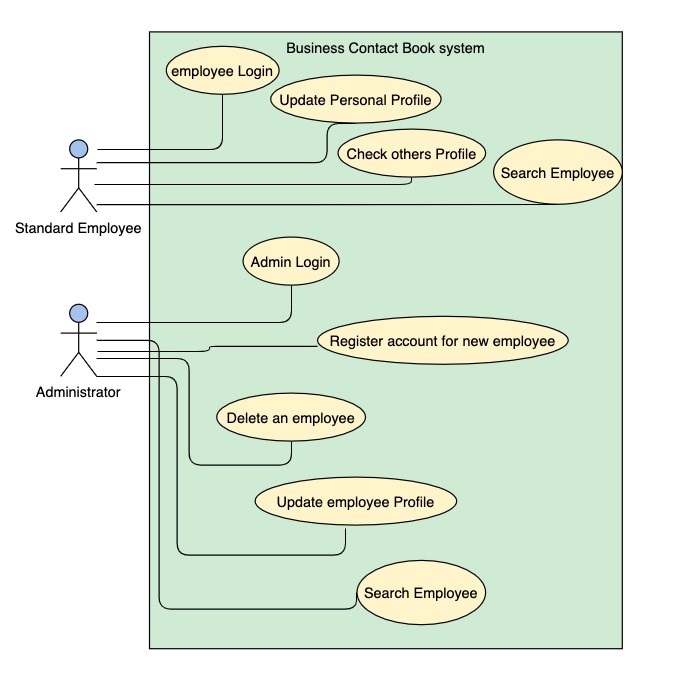 Business Contact Book system
employee Login
Update Personal Profile
Check others Profile
Search Employee
Standard Employee
Admin Login
Register account for new employee
Administrator
Delete an employee
Update employee Profile
Search Employee